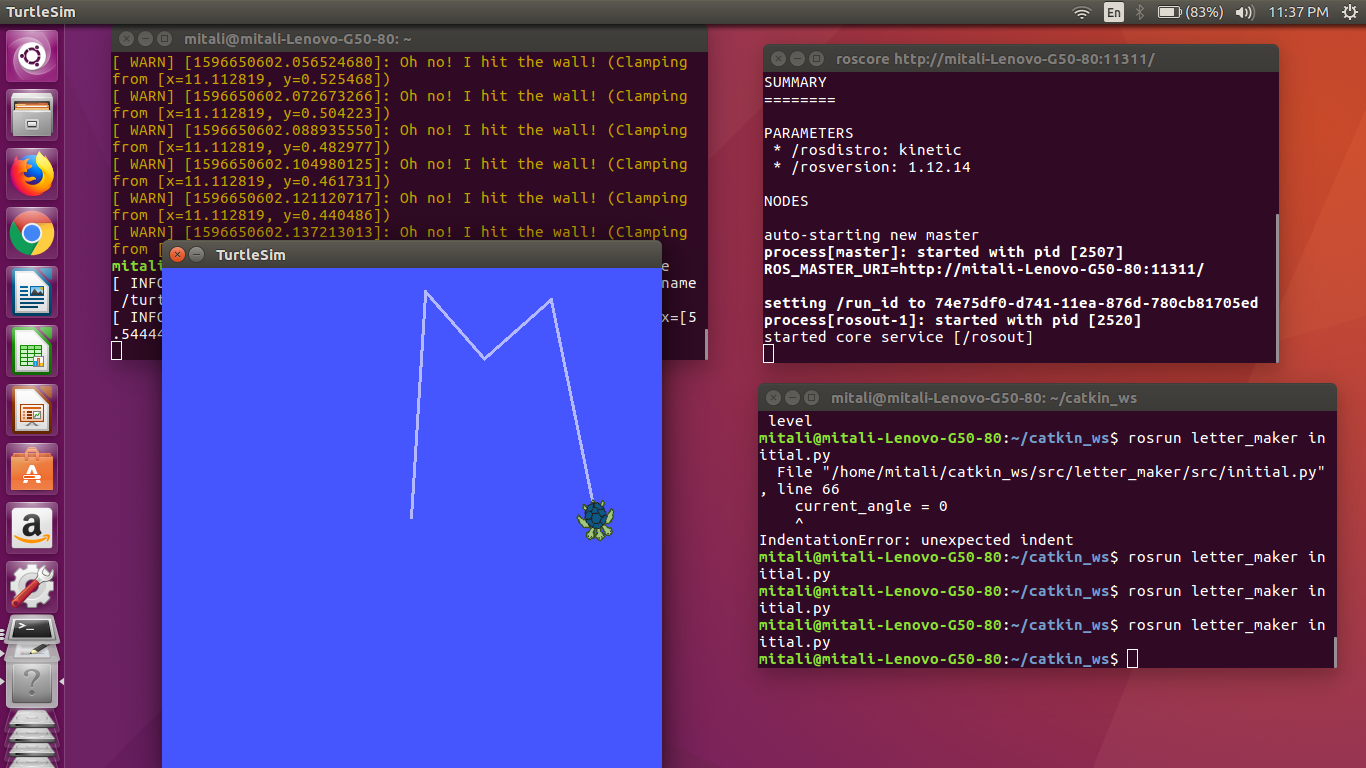 TurtleSim
En
(83%)
11:37 PM
mitali@mitali-Lenovo-G50-80: ~
[ WARN] [1596650602.056524680]: Oh no! I hit the wall! (Clamping
from [x=11.112819, y=0.525468])
[ WARN] [1596650602.072673266]: Oh no! I hit the wall! (Clamping
from [x=11.112819, y=0.504223])
[ WARN] [1596650602.088935550]: Oh no! I hit the wall! (Clamping
from [x=11.112819, y=0.482977])
[ WARN] [1596650602.104980125]: Oh no! I hit the wall! (Clamping
from [x=11.112819, y=0.461731])
[ WARN] [1596650602.121120717]: Oh no! I hit the wall! (Clamping
from [x=11.112819, y=0.440486])
[ WARN] [1596650602.137213013]: Oh no! I hit the wall! (Clamping
from [
mitali
e
[ INFO
name
/turt
[ INFO
x=[5
.54444
TurtleSim
M
roscore http://mitali-Lenovo-G50-80:11311/
SUMMARY
========
PARAMETERS
* /rosdistro: kinetic
* /rosversion: 1.12.14
NODES
auto-starting new master
process[master]: started with pid [2507]
ROS_MASTER_URI=http://mitali-Lenovo-G50-80:11311/
setting /run_id to 74e75df0-d741-11ea-876d-780cb81705ed
process[rosout-1]: started with pid [2520]
started core service [/rosout]
mitali@mitali-Lenovo-G50-80: ~/catkin_ws
level
mitali@mitali-Lenovo-G50-80:~/catkin_ws$ rosrun letter_maker in
itial.py
File "/home/mitali/catkin_ws/src/letter_maker/src/initial.py"
, line 66
current_angle = 0
^
IndentationError: unexpected indent
mitali@mitali-Lenovo-G50-80:~/catkin_ws$ rosrun letter_maker in
itial.py
mitali@mitali-Lenovo-G50-80:~/catkin_ws$ rosrun letter_maker in
itial.py
mitali@mitali-Lenovo-G50-80:~/catkin_ws$ rosrun letter_maker in
itial.py
mitali@mitali-Lenovo-G50-80:~/catkin_ws$